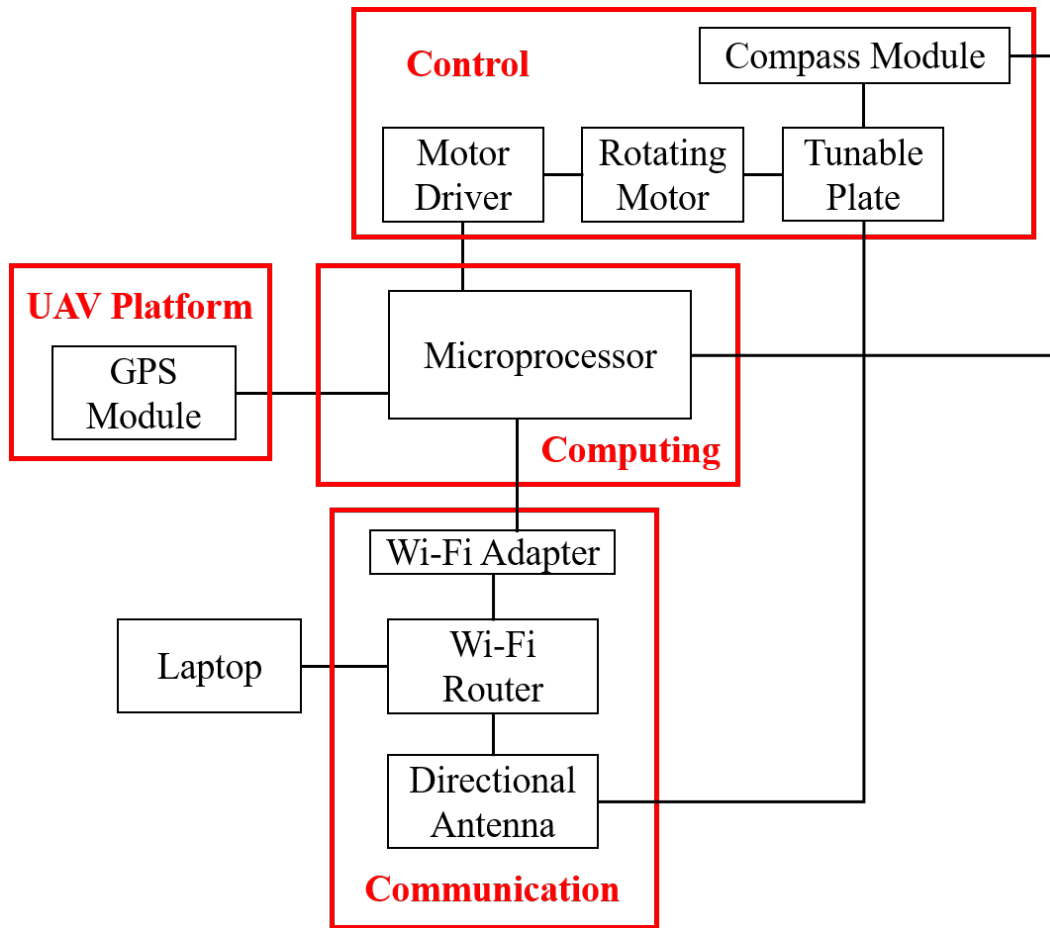 Control
Compass Module
Motor
Driver
Rotating
Motor
Tunable
Plate
UAV Platform
GPS
Module
Microprocessor
Computing
Wi-Fi Adapter
Laptop
Wi-Fi
Router
Directional
Antenna
Communication